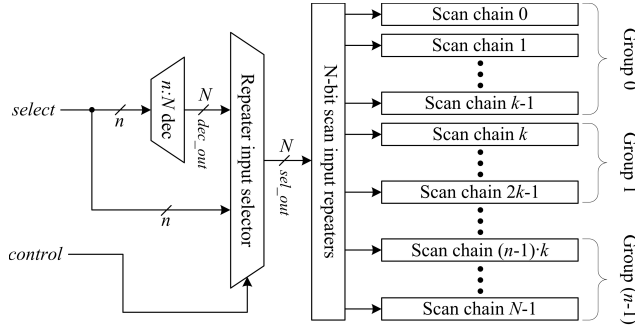 select
n
n:N dec
N
dec_out
n
control
Repeater input selector
N
sel_out
N-bit scan input repeaters
Scan chain 0
Scan chain 1
Scan chain k-1
Scan chain k
Scan chain 2k-1
Scan chain (n-1)·k
Scan chain N-1
Group 0
Group 1
Group (n-1)